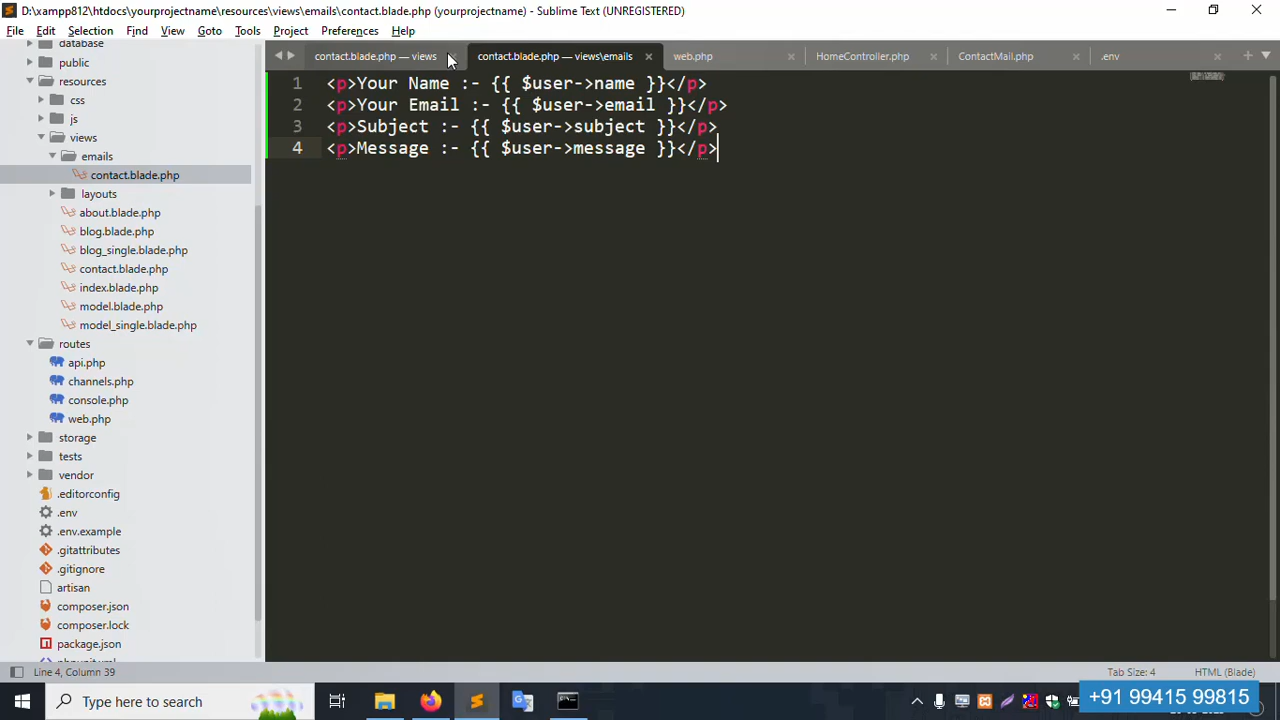 D:\xampp812\htdocs\yourprojectname\resources\views\emails\contact.blade.php (yourprojectname) - Sublime Text (UNREGISTERED)
File Edit Selection Find View Goto Tools Project Preferences Help
database
public
resources
css
js
views
emails
contact.blade.php
layouts
about.blade.php
blog.blade.php
blog_single.blade.php
contact.blade.php
index.blade.php
model.blade.php
model_single.blade.php
routes
api.php
channels.php
console.php
web.php
storage
tests
vendor
.editorconfig
.env
.env.example
.gitattributes
.gitignore
artisan
composer.json
composer.lock
package.json
contact.blade.php — views
contact.blade.php — views\emails
web.php
HomeController.php
ContactMail.php
.env
1 <p>Your Name :- {{ $user->name }}</p>
2 <p>Your Email :- {{ $user->email }}</p>
3 <p>Subject :- {{ $user->subject }}</p>
4 <p>Message :- {{ $user->message }}</p>
Line 4, Column 39
Tab Size: 4
HTML (Blade)
Type here to search
+91 99415 99815